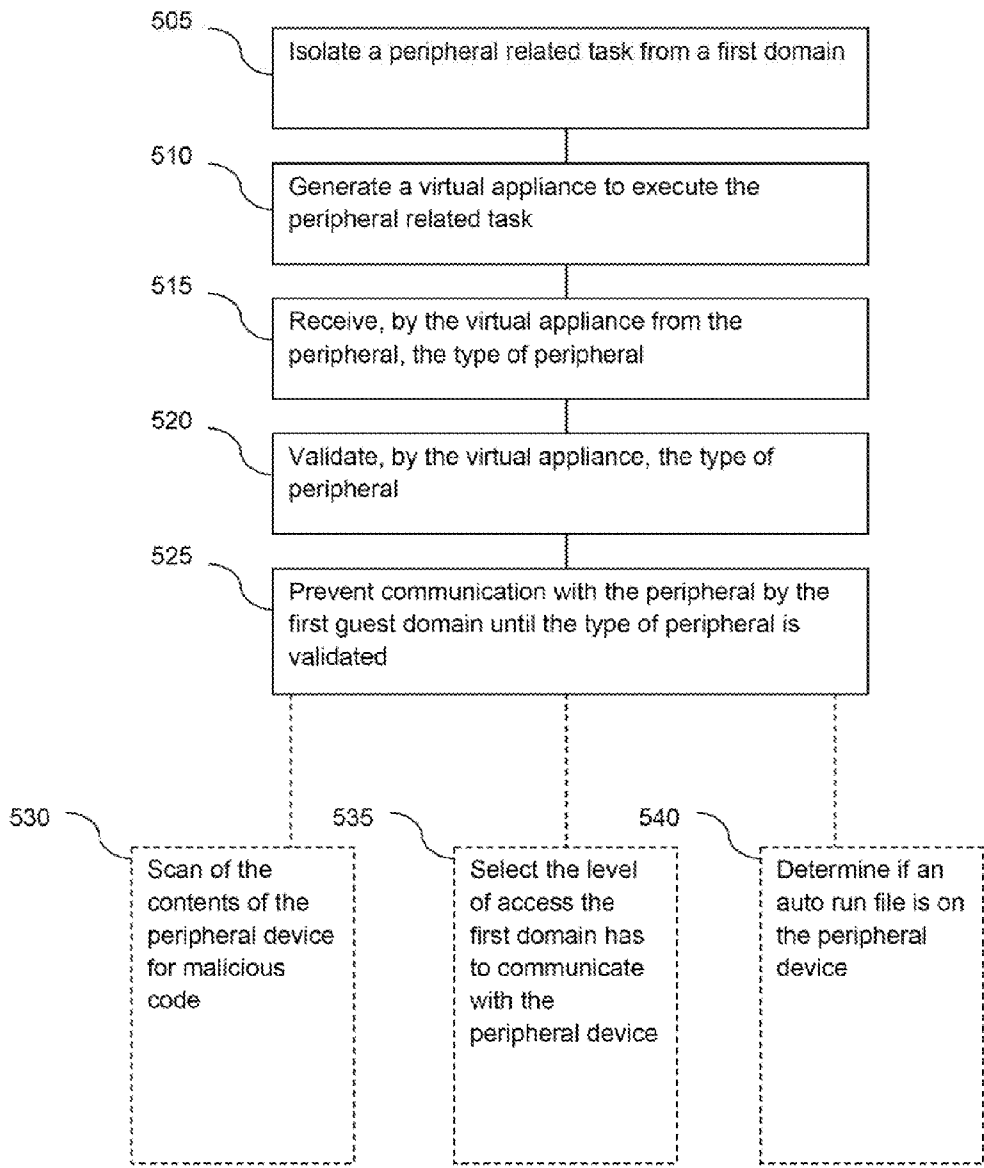 505
Isolate a peripheral related task from a first domain
510
Generate a virtual appliance to execute the
peripheral related task
515
Receive, by the virtual appliance from the
peripheral, the type of peripheral
520
Validate, by the virtual appliance, the type of
peripheral
525
Prevent communication with the peripheral by the
first guest domain until the type of peripheral is
validated
530
Scan of the
contents of the
peripheral device
for malicious
code
535
Select the level
of access the
first domain has
to communicate
with the
peripheral device
540
Determine if an
auto run file is on
the peripheral
device